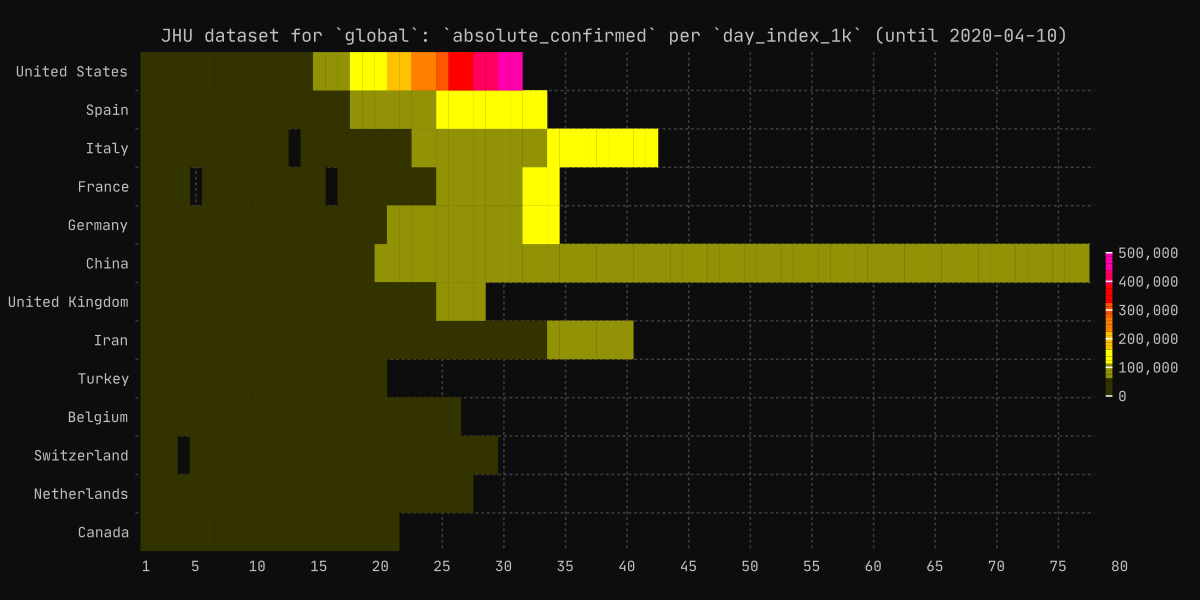 JHU dataset for `global`: `absolute_confirmed` per `day_index_1k` (until 2020-04-10)
United States
Spain
Italy
France
Germany
China
United Kingdom
Iran
Turkey
Belgium
Switzerland
Netherlands
Canada
500,000
400,000
300,000
200,000
100,000
0
1 5 10 15 20 25 30 35 40 45 50 55 60 65 70 75 80